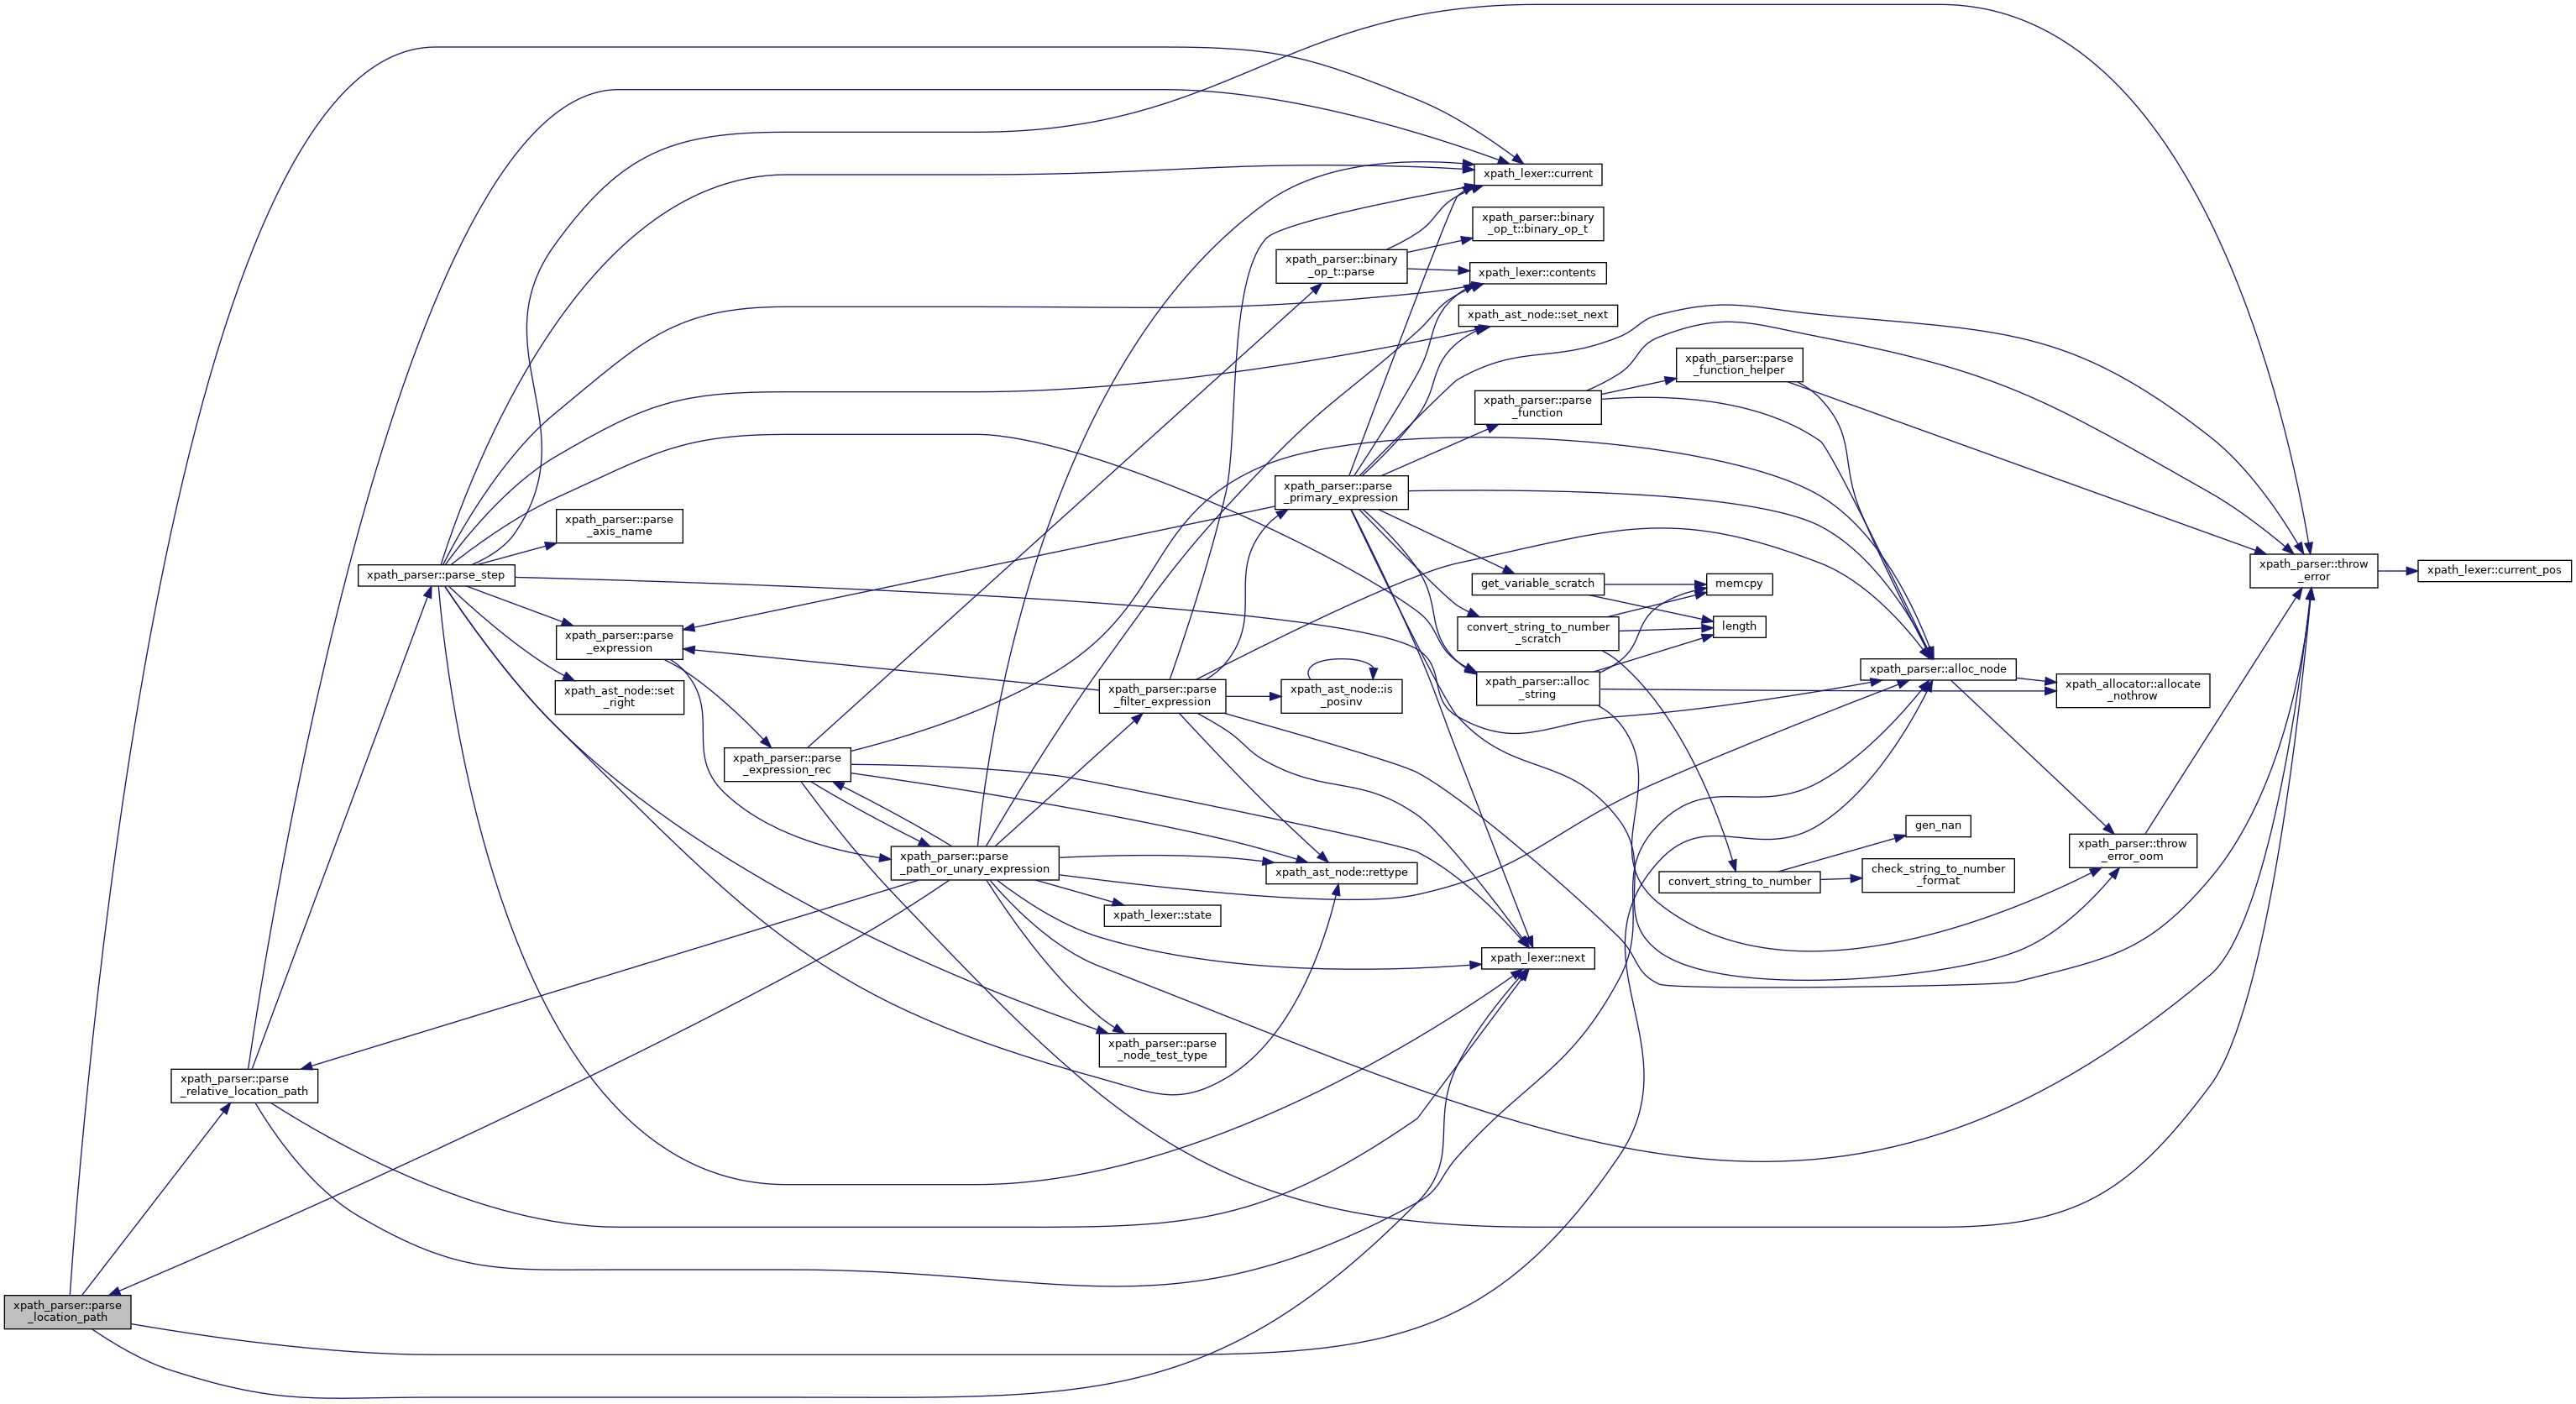 xpath_lexer::current
xpath_parser::binary
_op_t::binary_op_t
xpath_parser::binary
_op_t::parse
xpath_lexer::contents
xpath_ast_node::set_next
xpath_parser::parse
_function_helper
xpath_parser::parse
_function
xpath_parser::parse
_primary_expression
xpath_parser::parse
_axis_name
xpath_parser::throw
_error
xpath_lexer::current_pos
xpath_parser::parse_step
get_variable_scratch
memcpy
xpath_parser::parse
_expression
convert_string_to_number
_scratch
length
xpath_parser::alloc_node
xpath_ast_node::set
_right
xpath_parser::parse
_filter_expression
xpath_ast_node::is
_posinv
xpath_parser::alloc
_string
xpath_allocator::allocate
_nothrow
xpath_parser::parse
_expression_rec
gen_nan
xpath_parser::throw
_error_oom
xpath_parser::parse
_path_or_unary_expression
xpath_ast_node::rettype
convert_string_to_number
check_string_to_number
_format
xpath_lexer::state
xpath_lexer::next
xpath_parser::parse
_node_test_type
xpath_parser::parse
_relative_location_path
xpath_parser::parse
_location_path